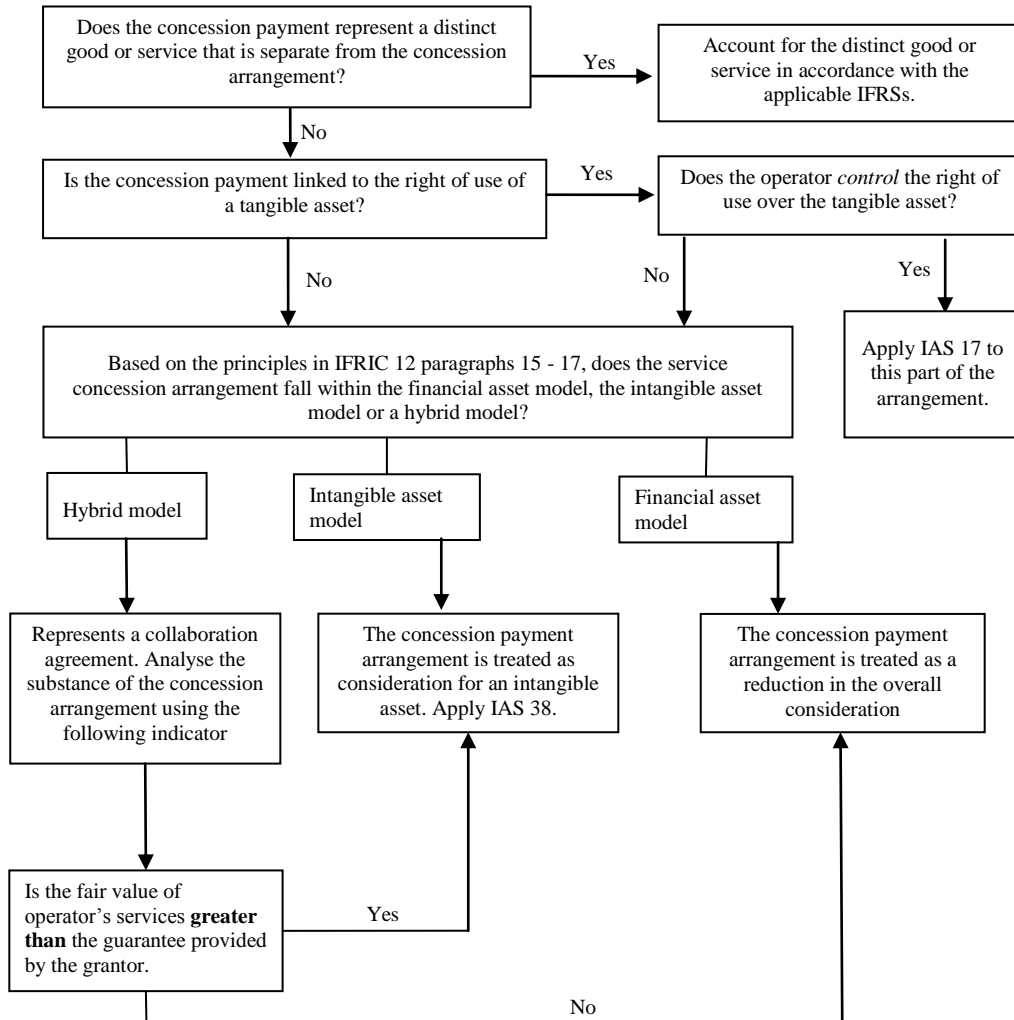 Does the concession payment represent a distinct
good or service that is separate from the concession
arrangement?
Yes
Account for the distinct good or
service in accordance with the
applicable IFRSs.
No
Is the concession payment linked to the right of use of
a tangible asset?
Yes
Does the operator control the right of
use over the tangible asset?
No
No
Yes
Based on the principles in IFRIC 12 paragraphs 15 - 17, does the service
concession arrangement fall within the financial asset model, the intangible asset
model or a hybrid model?
Apply IAS 17 to
this part of the
arrangement.
Hybrid model
Intangible asset
model
Financial asset
model
Represents a collaboration
agreement. Analyse the
substance of the concession
arrangement using the
following indicator
The concession payment
arrangement is treated as
consideration for an intangible
asset. Apply IAS 38.
The concession payment
arrangement is treated as a
reduction in the overall
consideration
Is the fair value of
operator’s services greater
than the guarantee provided
by the grantor.
Yes
No